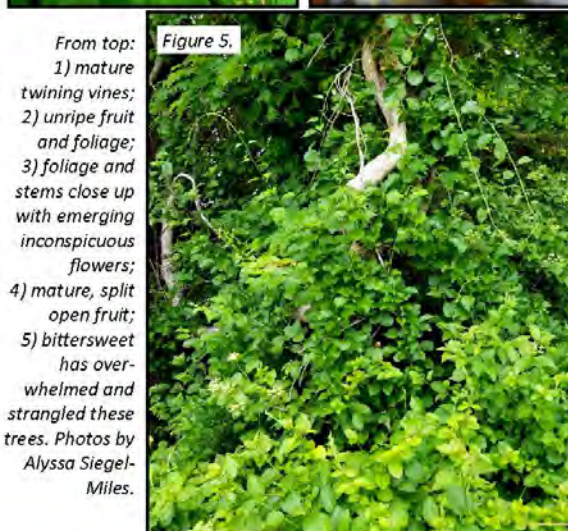 From top:
1) mature
twining vines;
2) unripe fruit
and foliage;
3) foliage and
stems close up
with emerging
inconspicuous
flowers;
4) mature, split
open fruit;
5) bittersweet
has over-
whelmed and
strangled these
trees. Photos by
Alyssa Siegel-
Miles.
Figure 5.